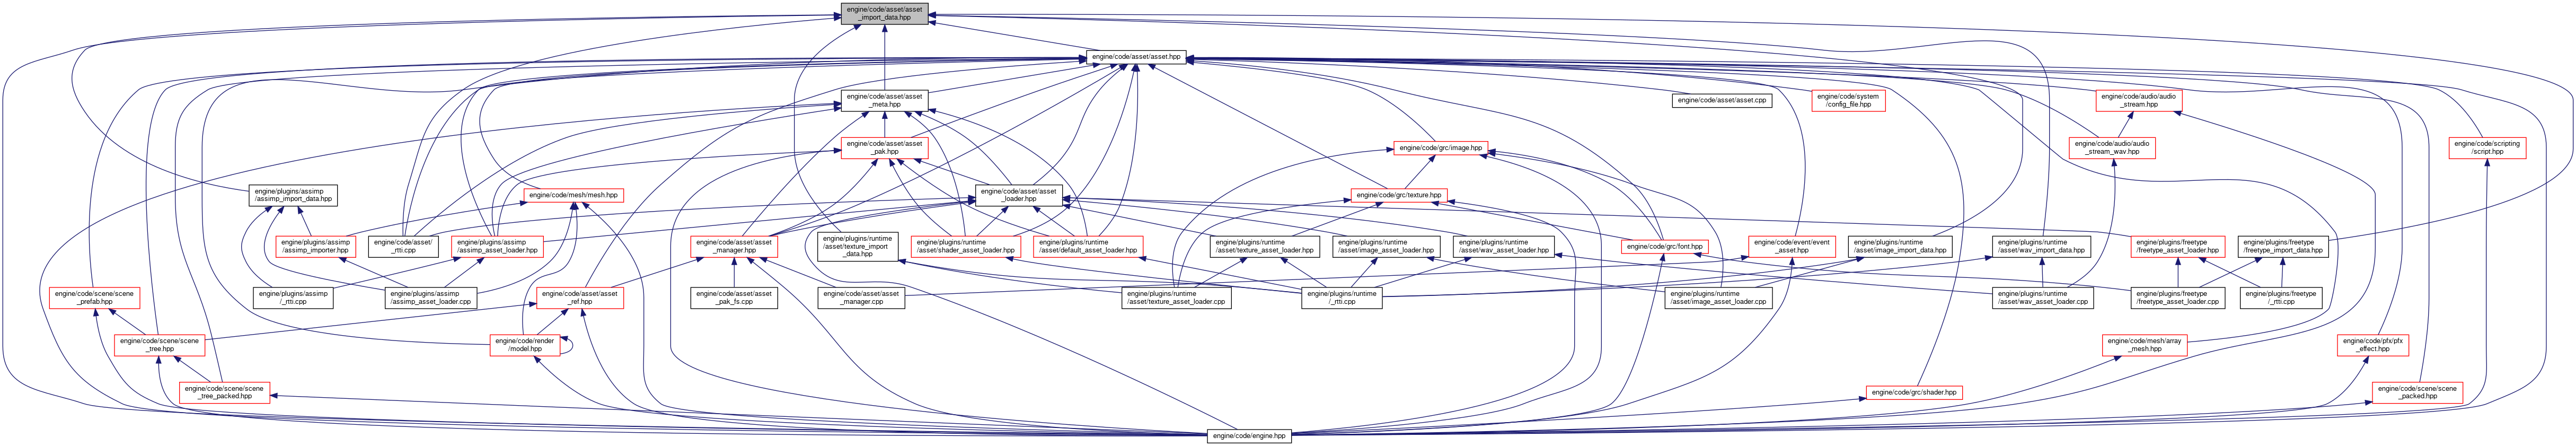 engine/code/asset/asset
_import_data.hpp
engine/code/asset/asset.hpp
engine/code/asset/asset
_meta.hpp
engine/code/asset/asset.cpp
engine/code/system
/config_file.hpp
engine/code/audio/audio
_stream.hpp
engine/code/asset/asset
_pak.hpp
engine/code/grc/image.hpp
engine/code/audio/audio
_stream_wav.hpp
engine/code/scripting
/script.hpp
engine/plugins/assimp
/assimp_import_data.hpp
engine/code/mesh/mesh.hpp
engine/code/asset/asset
_loader.hpp
engine/code/grc/texture.hpp
engine/plugins/assimp
/assimp_importer.hpp
engine/code/asset/
_rtti.cpp
engine/plugins/assimp
/assimp_asset_loader.hpp
engine/code/asset/asset
_manager.hpp
engine/plugins/runtime
/asset/texture_import
_data.hpp
engine/plugins/runtime
/asset/shader_asset_loader.hpp
engine/plugins/runtime
/asset/default_asset_loader.hpp
engine/plugins/runtime
/asset/texture_asset_loader.hpp
engine/plugins/runtime
/asset/image_asset_loader.hpp
engine/plugins/runtime
/asset/wav_asset_loader.hpp
engine/code/grc/font.hpp
engine/code/event/event
_asset.hpp
engine/plugins/runtime
/asset/image_import_data.hpp
engine/plugins/runtime
/asset/wav_import_data.hpp
engine/plugins/freetype
/freetype_asset_loader.hpp
engine/plugins/freetype
/freetype_import_data.hpp
engine/code/scene/scene
_prefab.hpp
engine/plugins/assimp
/_rtti.cpp
engine/plugins/assimp
/assimp_asset_loader.cpp
engine/code/asset/asset
_ref.hpp
engine/code/asset/asset
_pak_fs.cpp
engine/code/asset/asset
_manager.cpp
engine/plugins/runtime
/asset/texture_asset_loader.cpp
engine/plugins/runtime
/_rtti.cpp
engine/plugins/runtime
/asset/image_asset_loader.cpp
engine/plugins/runtime
/asset/wav_asset_loader.cpp
engine/plugins/freetype
/freetype_asset_loader.cpp
engine/plugins/freetype
/_rtti.cpp
engine/code/scene/scene
_tree.hpp
engine/code/render
/model.hpp
engine/code/mesh/array
_mesh.hpp
engine/code/pfx/pfx
_effect.hpp
engine/code/scene/scene
_tree_packed.hpp
engine/code/grc/shader.hpp
engine/code/scene/scene
_packed.hpp
engine/code/engine.hpp